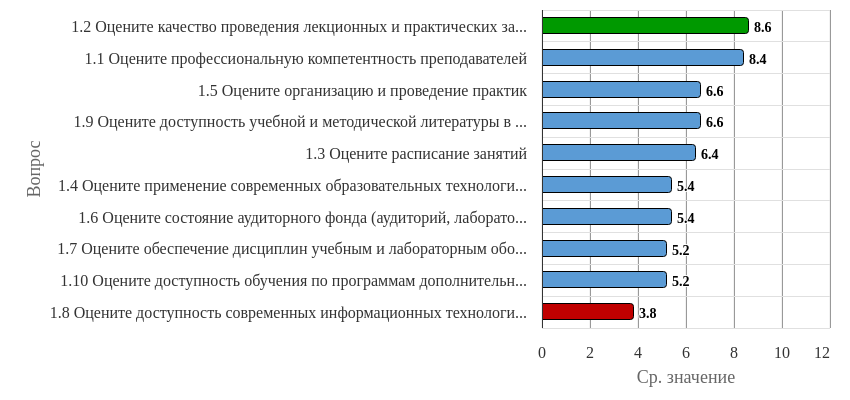 1.2 Оцените качество проведения лекционных и практических за... 8.6
1.1 Оцените профессиональную компетентность преподавателей 8.4
1.5 Оцените организацию и проведение практик 6.6
1.9 Оцените доступность учебной и методической литературы в ... 6.6
1.3 Оцените расписание занятий 6.4
1.4 Оцените применение современных образовательных технологи... 5.4
1.6 Оцените состояние аудиторного фонда (аудиторий, лаборато... 5.4
1.7 Оцените обеспечение дисциплин учебным и лабораторным обо... 5.2
1.10 Оцените доступность обучения по программам дополнительн... 5.2
1.8 Оцените доступность современных информационных технологи... 3.8
Вопрос
0 2 4 6 8 10 12
Ср. значение